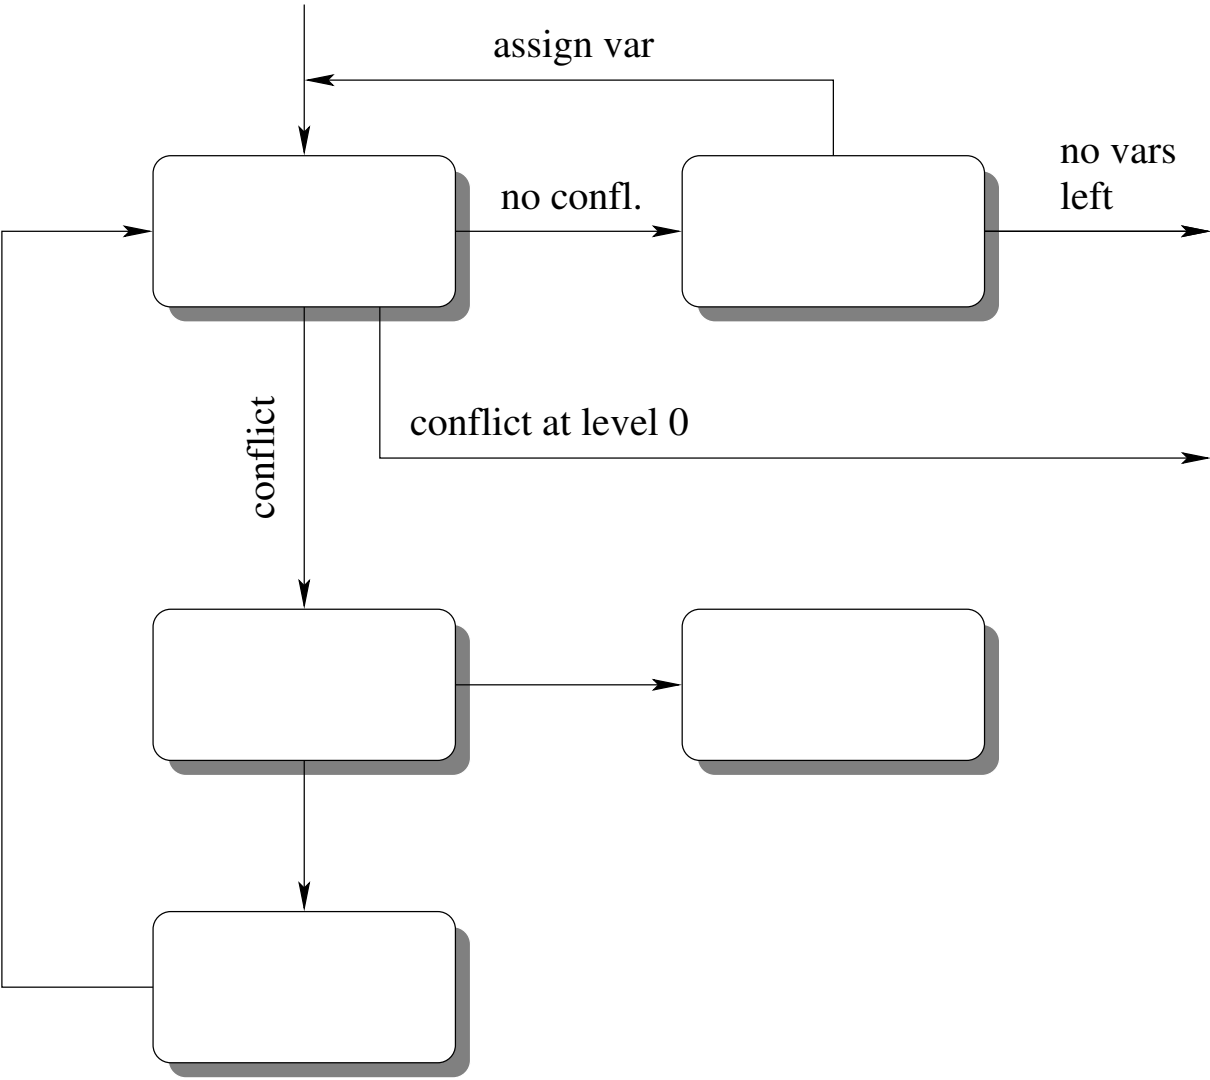 assign var
no vars
left
no confl.
conflict
conflict at level 0